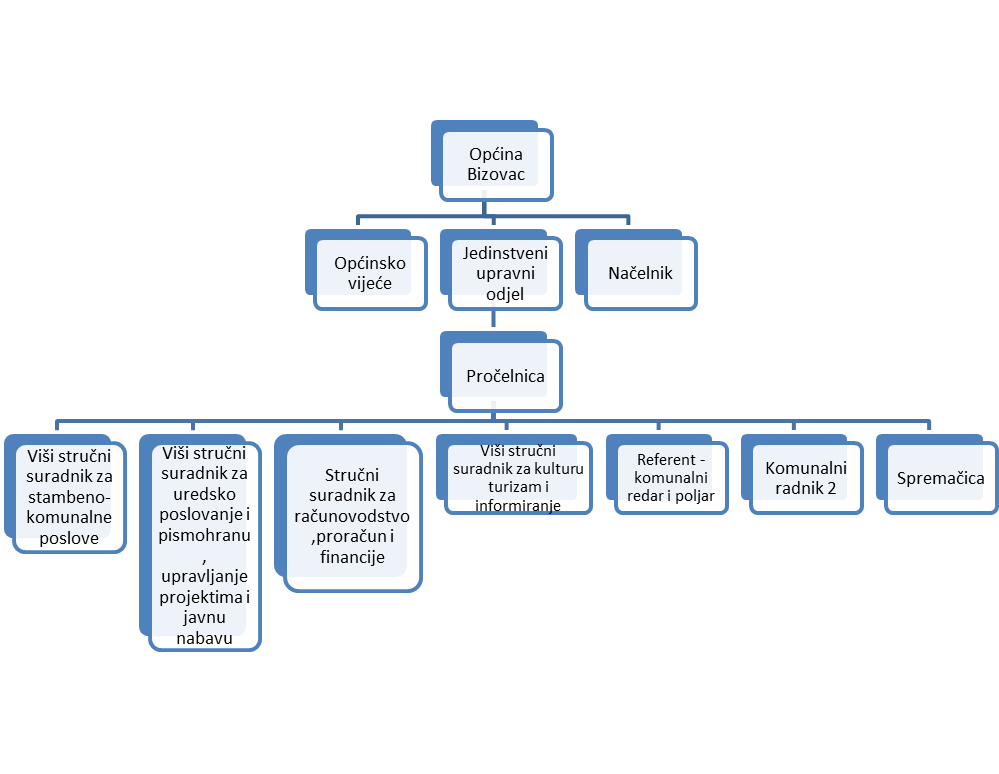 Općina
Bizovac
Općinsko
vijeće
Jedinstveni
upravni
odjel
Načelnik
Pročelnica
Viši stručni
suradnik za
stambeno-
komunalne
poslove
Viši stručni
suradnik za
uredsko
poslovanje i
pismohranu
,
upravljanje
projektima i
javnu
nabavu
Stručni
suradnik za
računovodstvo
,proračun i
financije
Viši stručni
suradnik za kulturu
turizam i
informiranje
Referent -
komunalni
redar i poljar
Komunalni
radnik 2
Spremačica